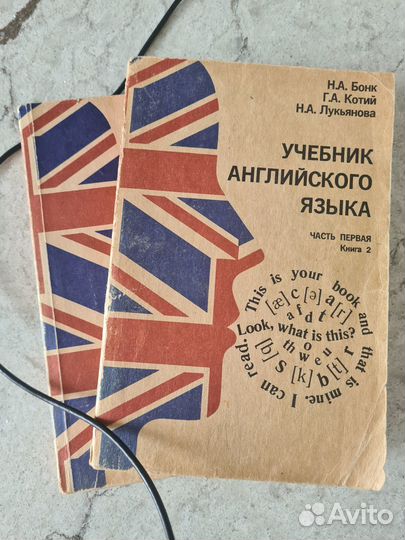 Н.А. Бонк
Г.А. Котий
Н.А. Лукьянова
УЧЕБНИК
АНГЛИЙСКОГО
ЯЗЫКА
ЧАСТЬ ПЕРВАЯ
Книга 2
This is your book and that is mine. I can read. Look, what is this?
[æ] c [ə] a [r]
a f d t
o
th w e u r
[b] s [k] b [t]
Avito